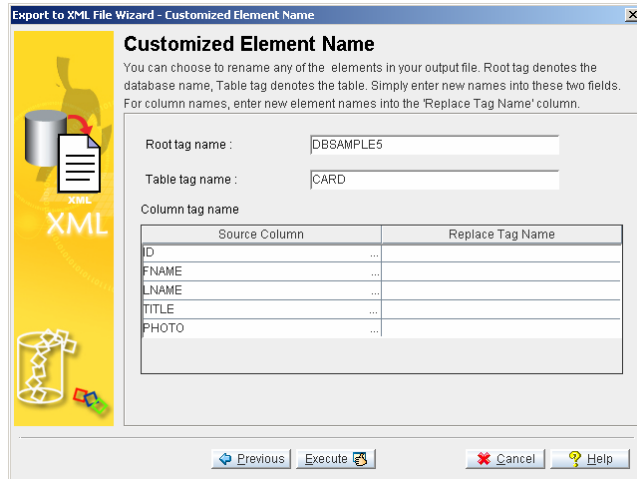 Export to XML File Wizard - Customized Element Name
Customized Element Name
You can choose to rename any of the elements in your output file. Root tag denotes the
database name, Table tag denotes the table. Simply enter new names into these two fields.
For column names, enter new element names into the 'Replace Tag Name' column.
Root tag name :
DBSAMPLE5
Table tag name :
CARD
Column tag name
Source Column
Replace Tag Name
ID ...
FNAME ...
LNAME ...
TITLE ...
PHOTO ...
XML
XML
Previous
Execute
Cancel
Help